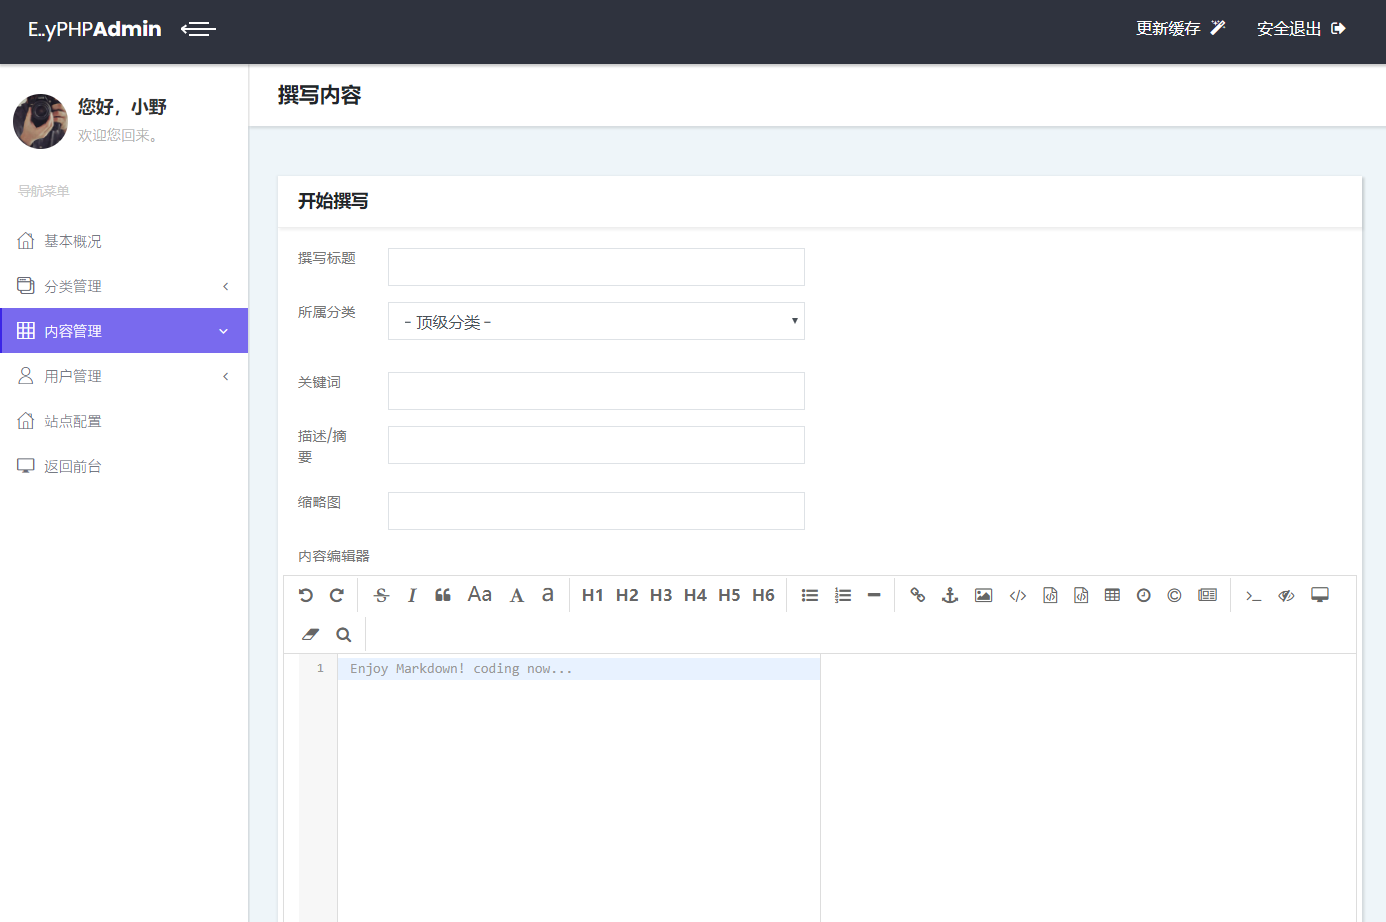 E..yPHPAdmin
更新缓存
安全退出
您好，小野
欢迎您回来。
导航菜单
基本概况
分类管理
内容管理
用户管理
站点配置
返回前台
撰写内容
开始撰写
撰写标题
所属分类
- 顶级分类 -
关键词
描述/摘
要
缩略图
内容编辑器
S I Aa A a H1 H2 H3 H4 H5 H6
1 Enjoy Markdown! coding now...